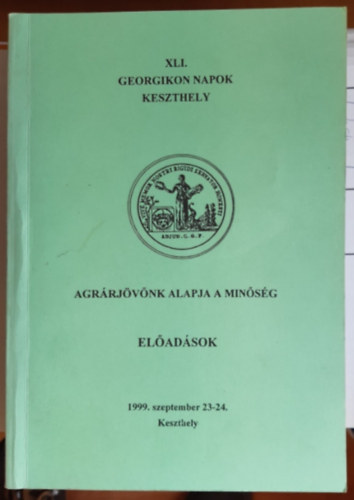 XLI.
GEORGIKON NAPOK
KESZTHELY
AGRÁRJÖVŐNK ALAPJA A MINŐSÉG
ELŐADÁSOK
1999. szeptember 23-24.
Keszthely